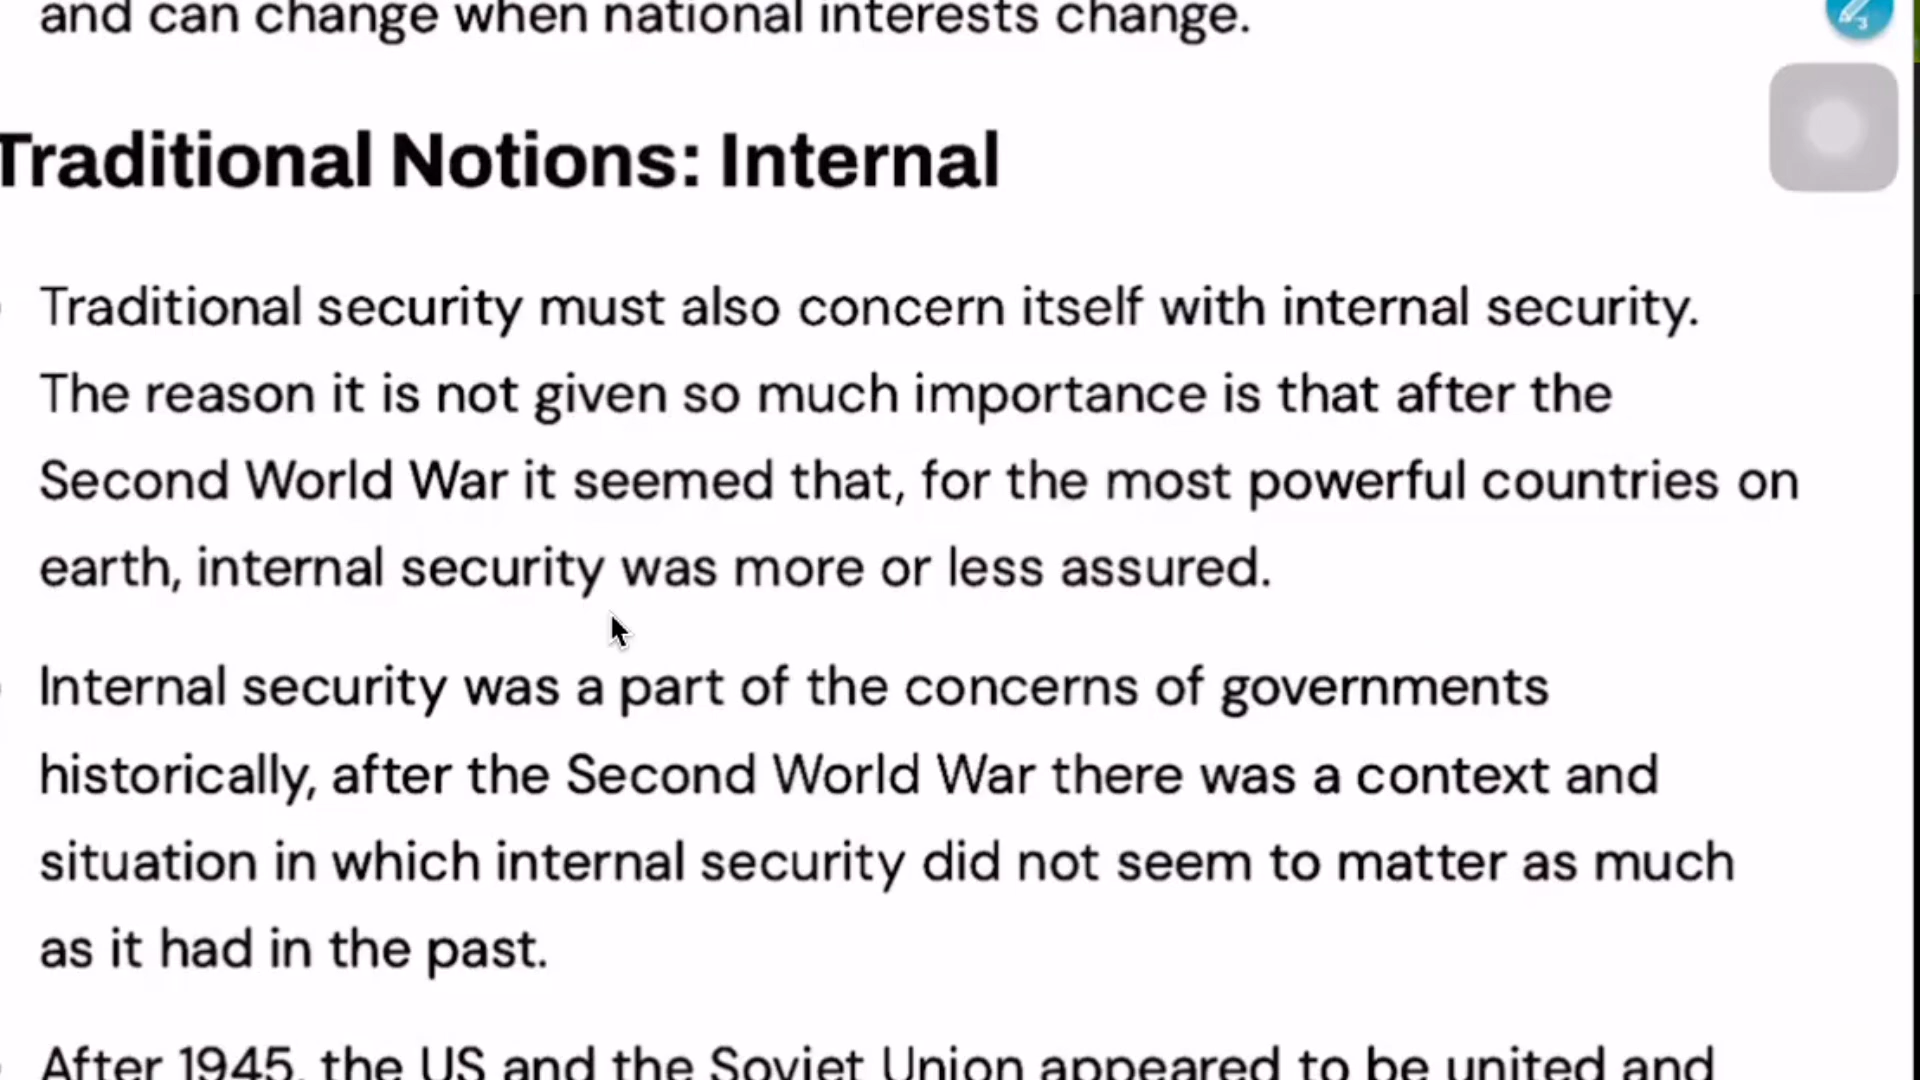 and can change when national interests change.
Traditional Notions: Internal
Traditional security must also concern itself with internal security.
The reason it is not given so much importance is that after the
Second World War it seemed that, for the most powerful countries on
earth, internal security was more or less assured.
Internal security was a part of the concerns of governments
historically, after the Second World War there was a context and
situation in which internal security did not seem to matter as much
as it had in the past.
After 1945, the US and the Soviet Union appeared to be united and
3